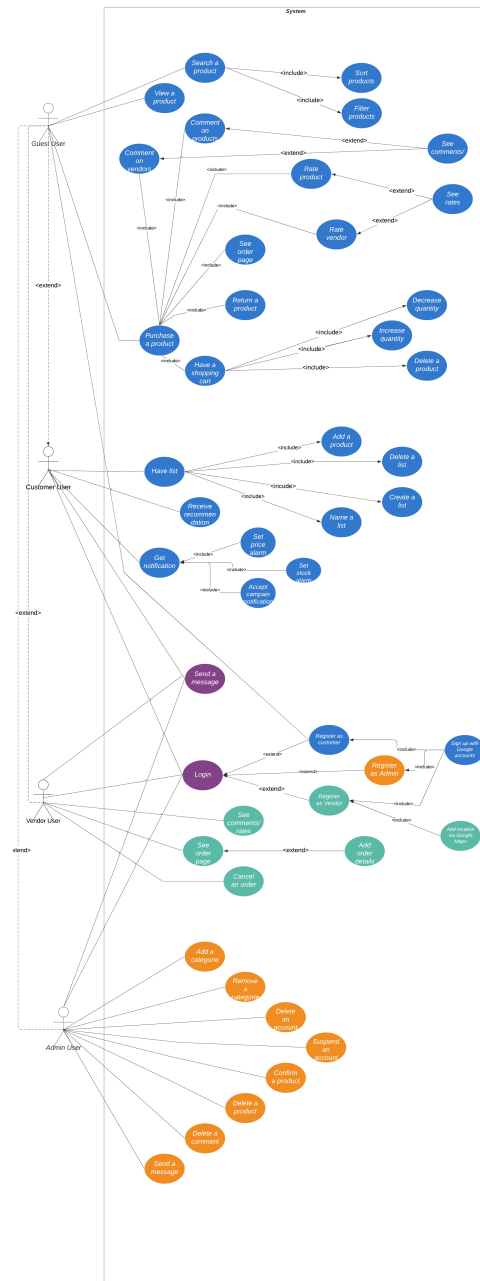 System
Search a
product
<include>
Sort
products
View a
product
<include>
Filter
products
Guest User
Comment
on
products
<extend>
See
comments/
Comment
on
vendors
<extend>
<include>
Rate
product
<extend>
See
rates
<include>
<include>
<include>
Rate
vendor
<extend>
See
order
page
<include>
<extend>
Return a
product
<include>
Decrease
quantity
<include>
Purchase
a product
Increase
quantity
<include>
<include>
Have a
shopping
cart
<include>
Delete a
product
Add a
product
<include>
Customer User
Have list
<include>
Delete a
list
<include>
Create a
list
<include>
Name a
list
Receive
recommen
dation
Set
price
alarm
Get
notification
<include>
<include>
Set
stock
alarm
<include>
Accept
campain
notification
<extend>
Send a
message
Register as
customer
<extend>
<include>
Sign up with
Google
accounts
Login
<extend>
Register
as Admin
<include>
<extend>
Register
as Vendor
<include>
<include>
Add location
via Google
Maps
Vendor User
See
comments/
rates
See
order
page
<extend>
Add
order
details
Cancel
an order
tend>
Add a
categorie
Remove
a
categorie
Delete
an
account
Admin User
Suspend
an
account
Confirm
a product
Delete a
product
Delete a
comment
Send a
message